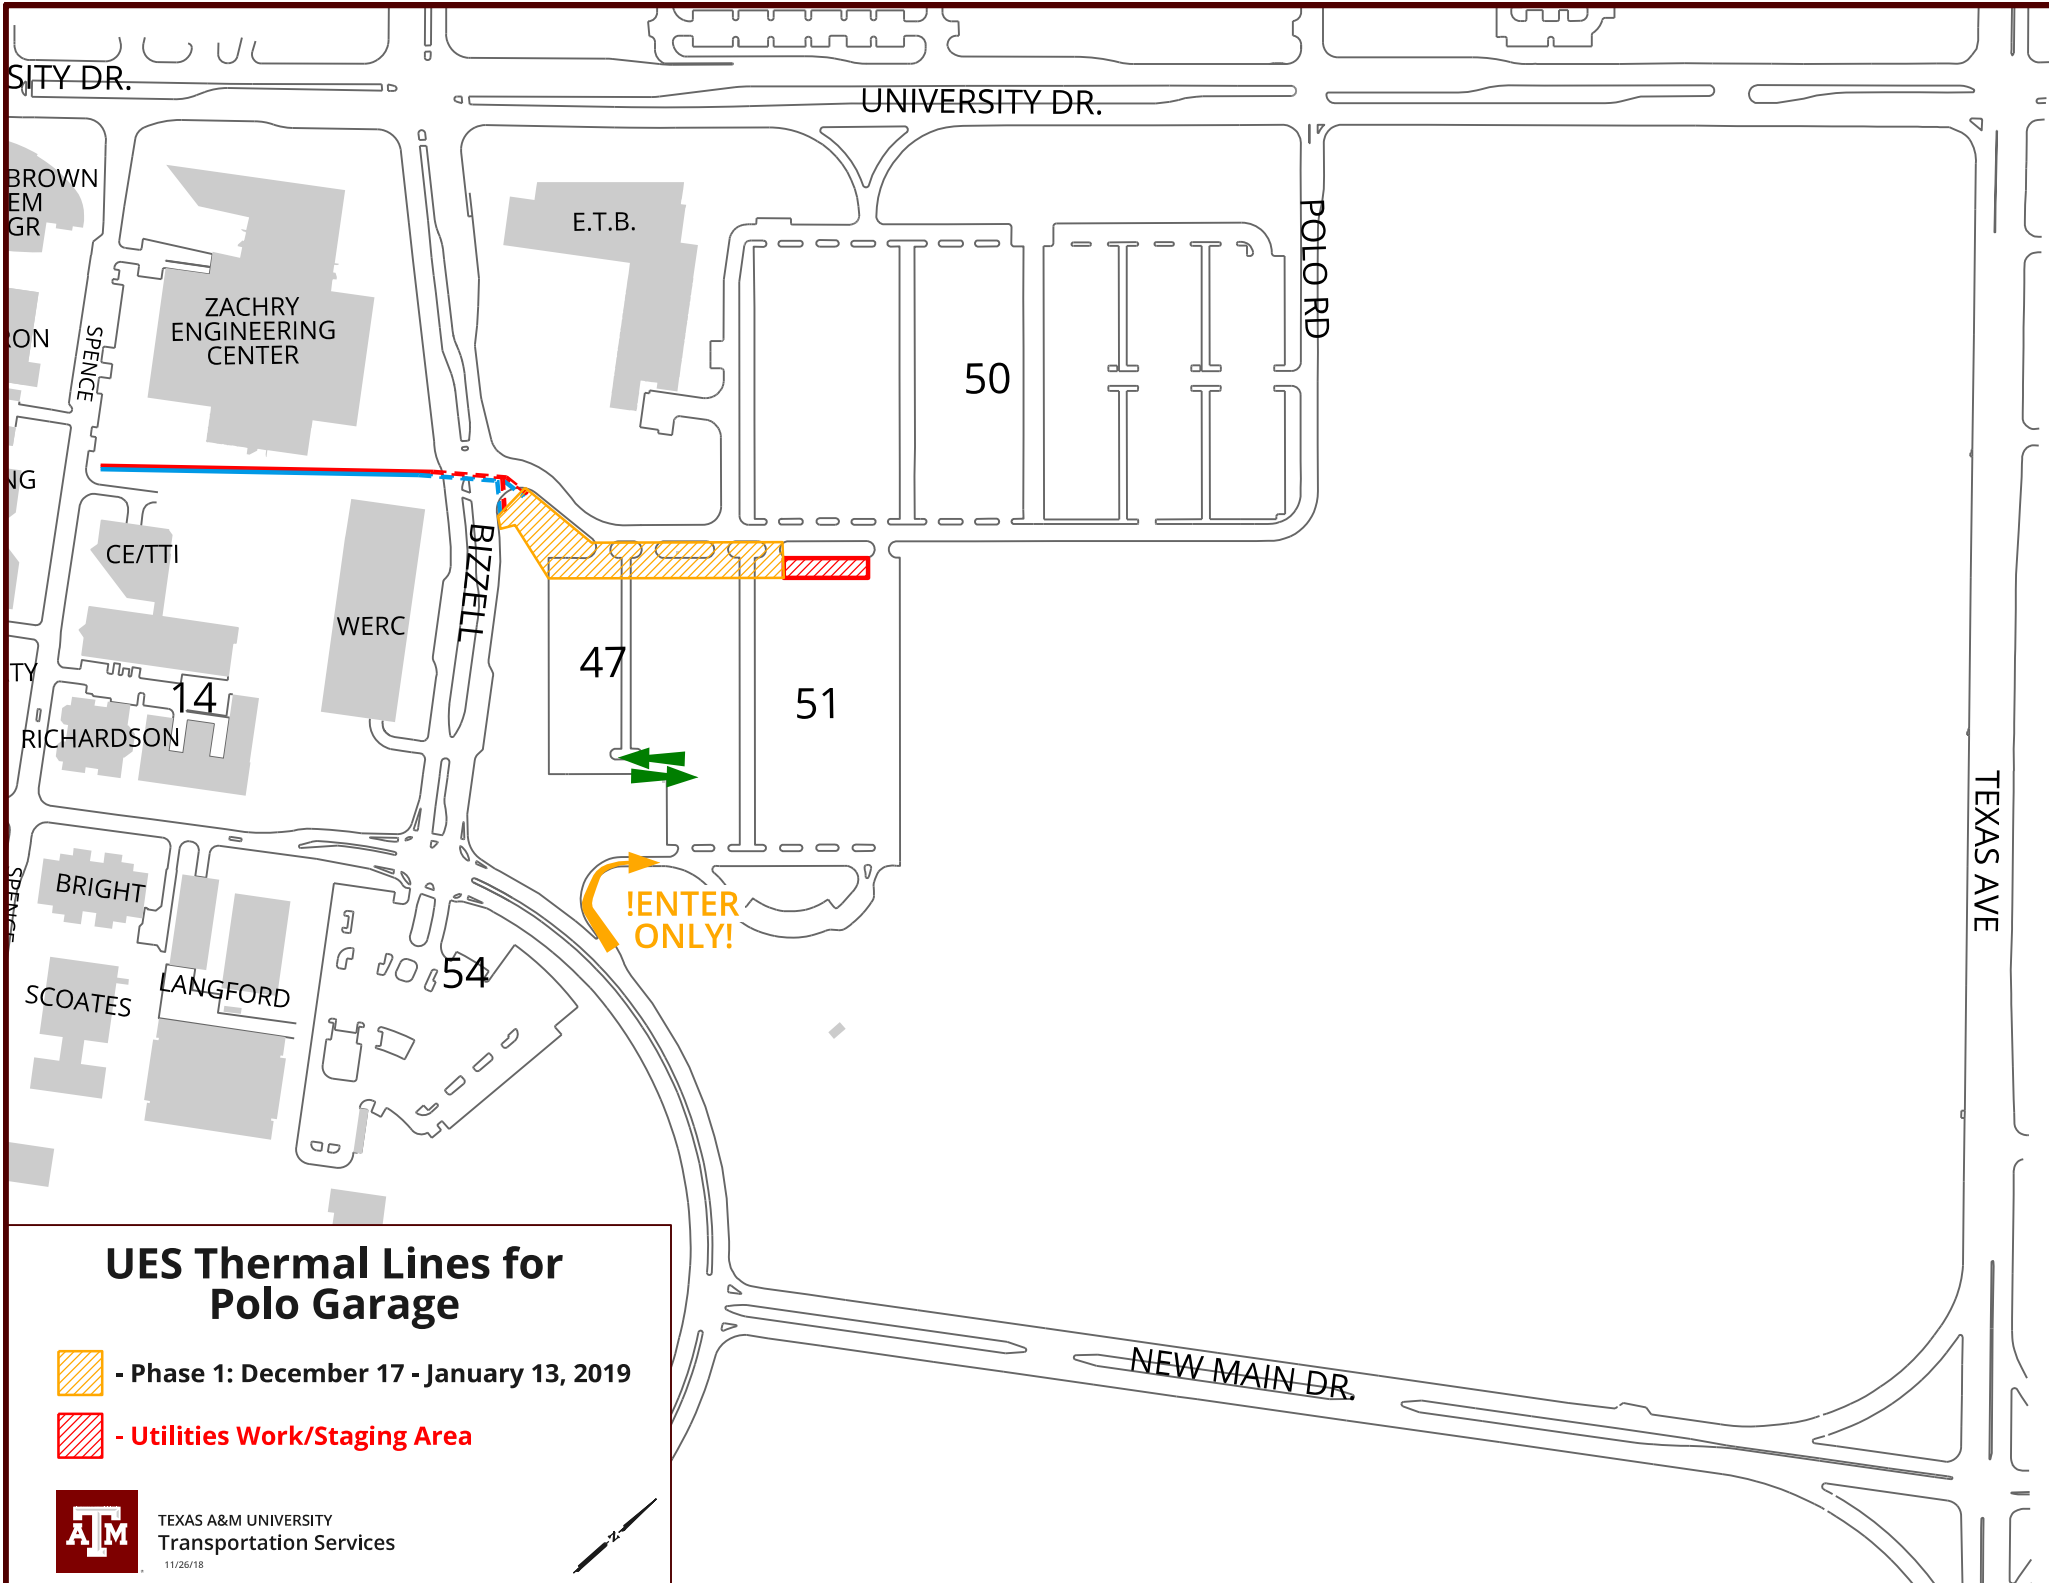 SITY DR.
UNIVERSITY DR.
BROWN
EM
GR
E.T.B.
POLO RD
ZACHRY
ENGINEERING
CENTER
RON
SPENCE
50
NG
BIZZELL
CE/TTI
WERC
47
TY
14
51
RICHARDSON
TEXAS AVE
SPENCE
BRIGHT
!ENTER
ONLY!
54
SCOATES
LANGFORD
NEW MAIN DR.
UES Thermal Lines for
Polo Garage
- Phase 1: December 17 - January 13, 2019
- Utilities Work/Staging Area
ATM
TEXAS A&M UNIVERSITY
Transportation Services
11/26/18
N